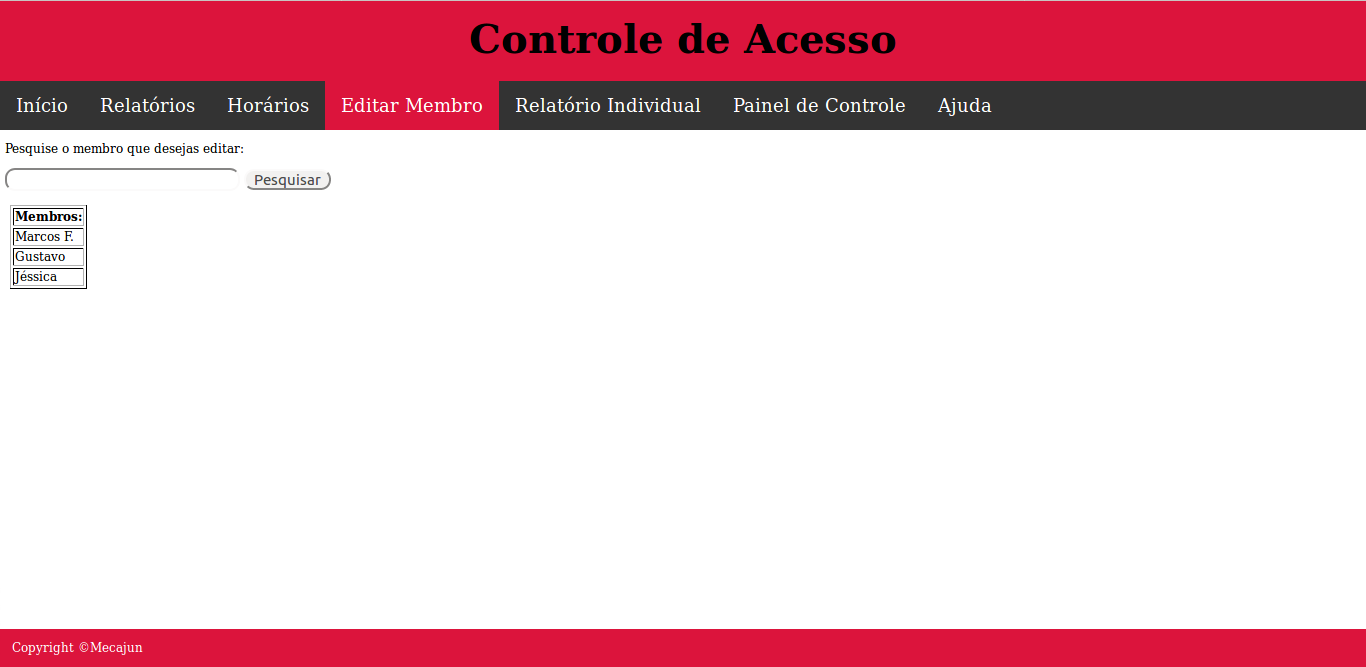 Controle de Acesso
Início Relatórios Horários Editar Membro Relatório Individual Painel de Controle Ajuda
Pesquise o membro que desejas editar:
Pesquisar
Membros:
Marcos F.
Gustavo
Jéssica
Copyright ©Mecajun